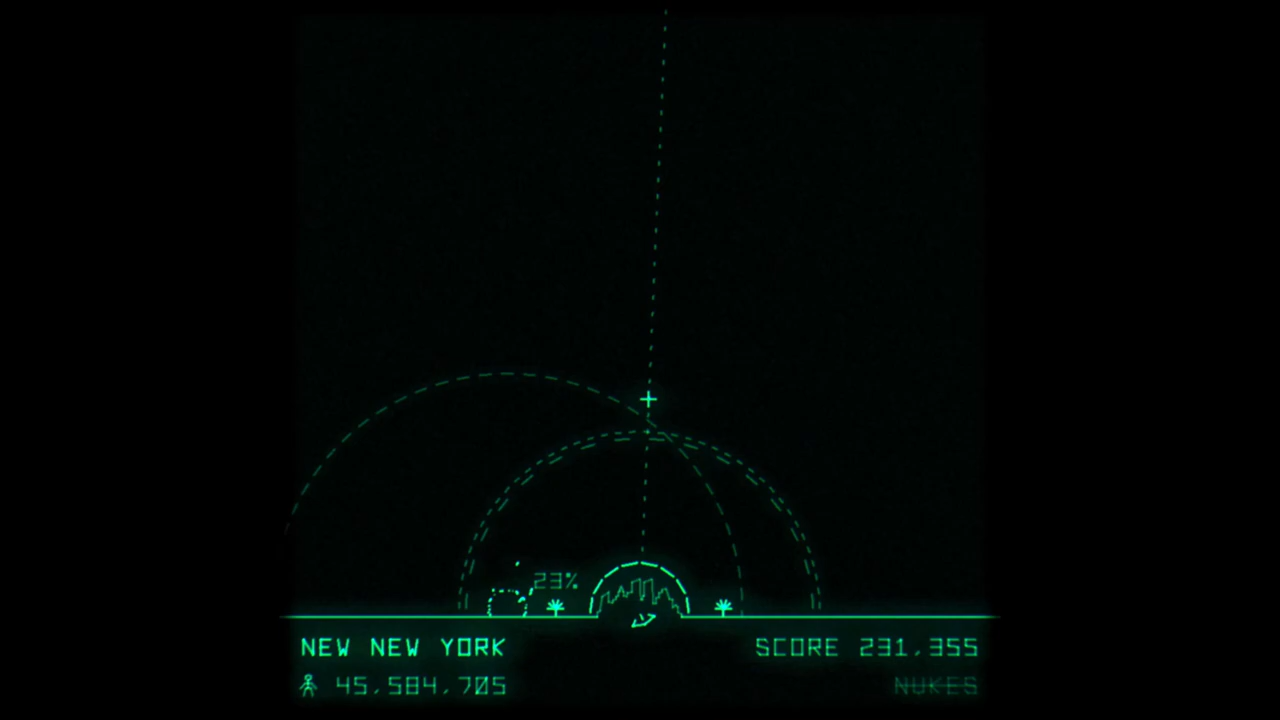 23%
NEW NEW YORK
SCORE 231,355
45,584,705
NUKES